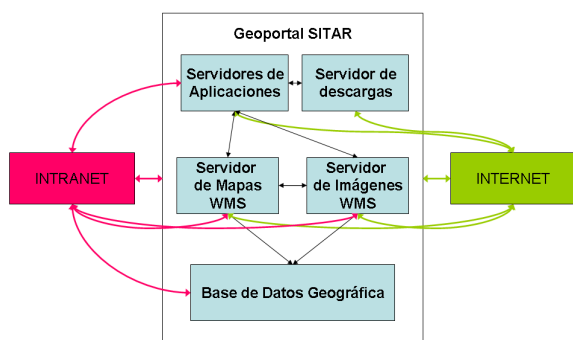 Geoportal SITAR
Servidores de
Aplicaciones
Servidor de
descargas
INTRANET
Servidor
de Mapas
WMS
Servidor
de Imágenes
WMS
INTERNET
Base de Datos Geográfica